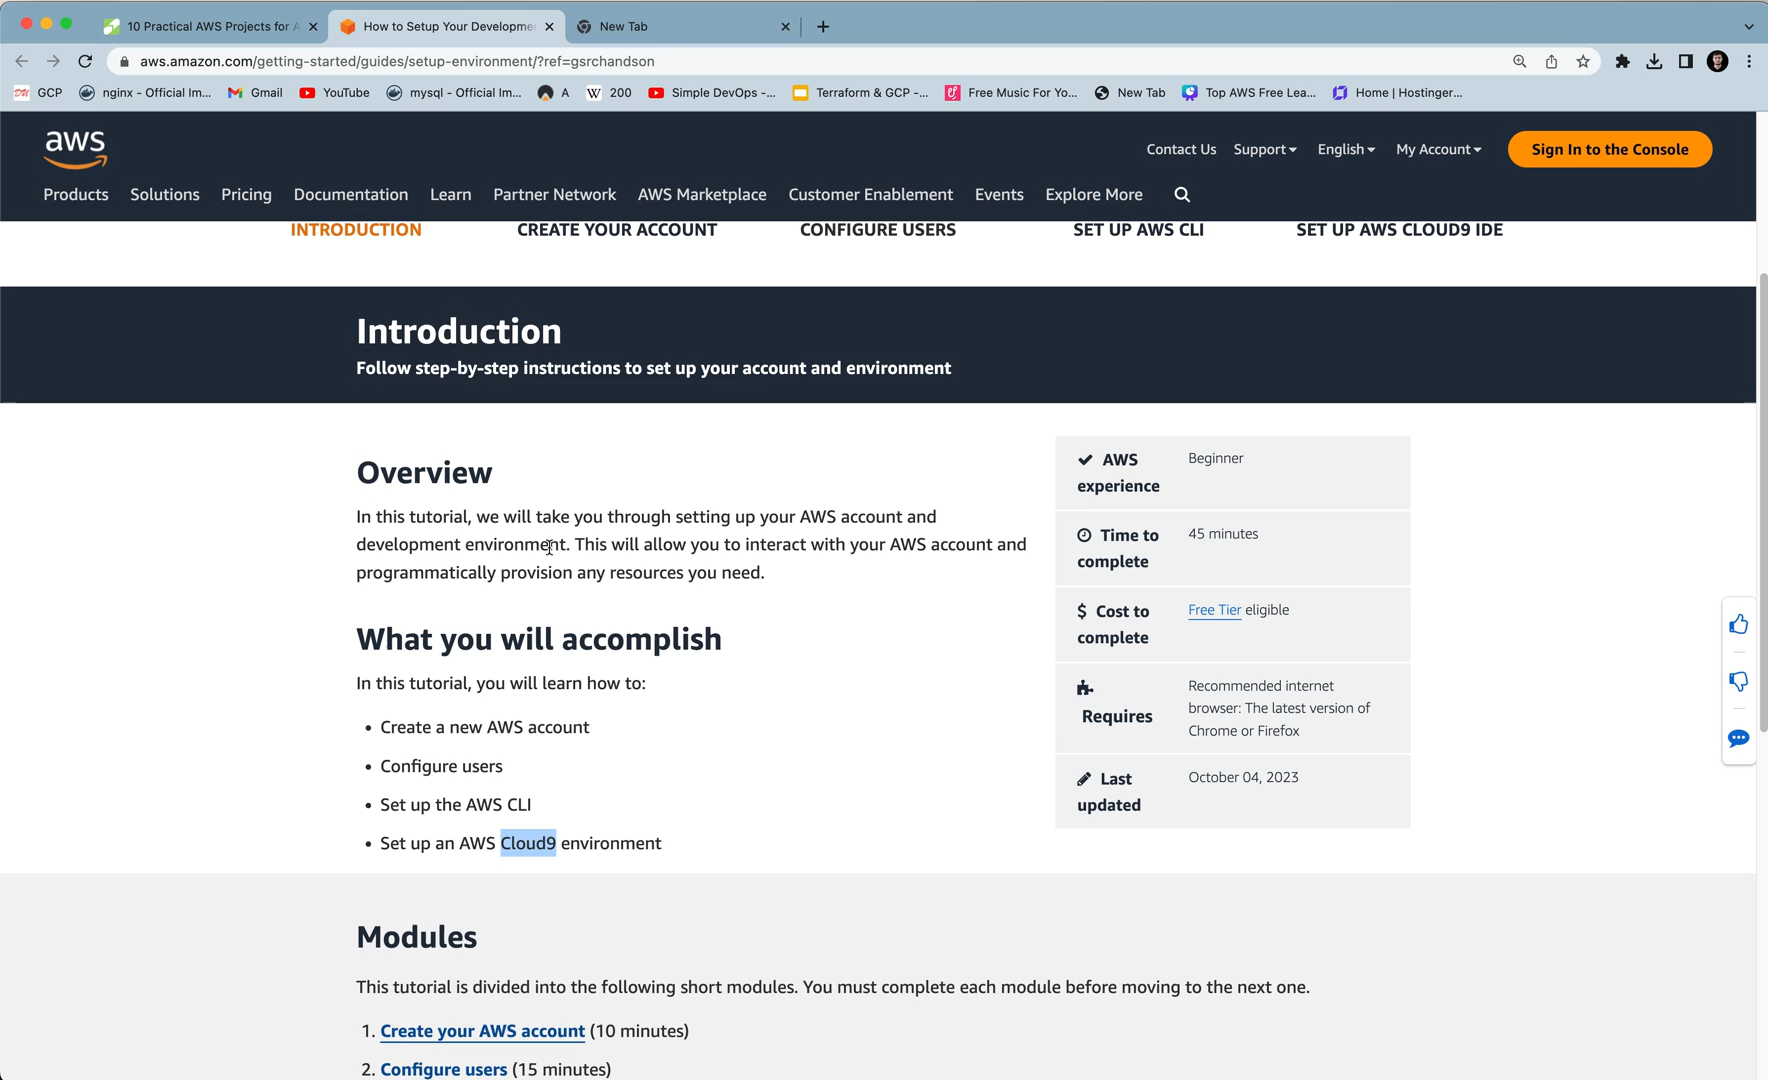 10 Practical AWS Projects for A
How to Setup Your Developme
New Tab
aws.amazon.com/getting-started/guides/setup-environment/?ref=gsrchandson
GCP
nginx - Official Im...
Gmail
YouTube
mysql - Official Im...
A
W 200
Simple DevOps -...
Terraform & GCP -...
Free Music For Yo...
New Tab
Top AWS Free Lea...
Home | Hostinger...
aws
Contact Us
Support
English
My Account
Sign In to the Console
Products
Solutions
Pricing
Documentation
Learn
Partner Network
AWS Marketplace
Customer Enablement
Events
Explore More
INTRODUCTION
CREATE YOUR ACCOUNT
CONFIGURE USERS
SET UP AWS CLI
SET UP AWS CLOUD9 IDE
Introduction
Follow step-by-step instructions to set up your account and environment
Overview
In this tutorial, we will take you through setting up your AWS account and
development environment. This will allow you to interact with your AWS account and
programmatically provision any resources you need.
What you will accomplish
In this tutorial, you will learn how to:
• Create a new AWS account
• Configure users
• Set up the AWS CLI
• Set up an AWS Cloud9 environment
AWS
experience
Beginner
Time to
complete
45 minutes
$ Cost to
complete
Free Tier eligible
Requires
Recommended internet
browser: The latest version of
Chrome or Firefox
Last
updated
October 04, 2023
Modules
This tutorial is divided into the following short modules. You must complete each module before moving to the next one.
1. Create your AWS account (10 minutes)
2. Configure users (15 minutes)